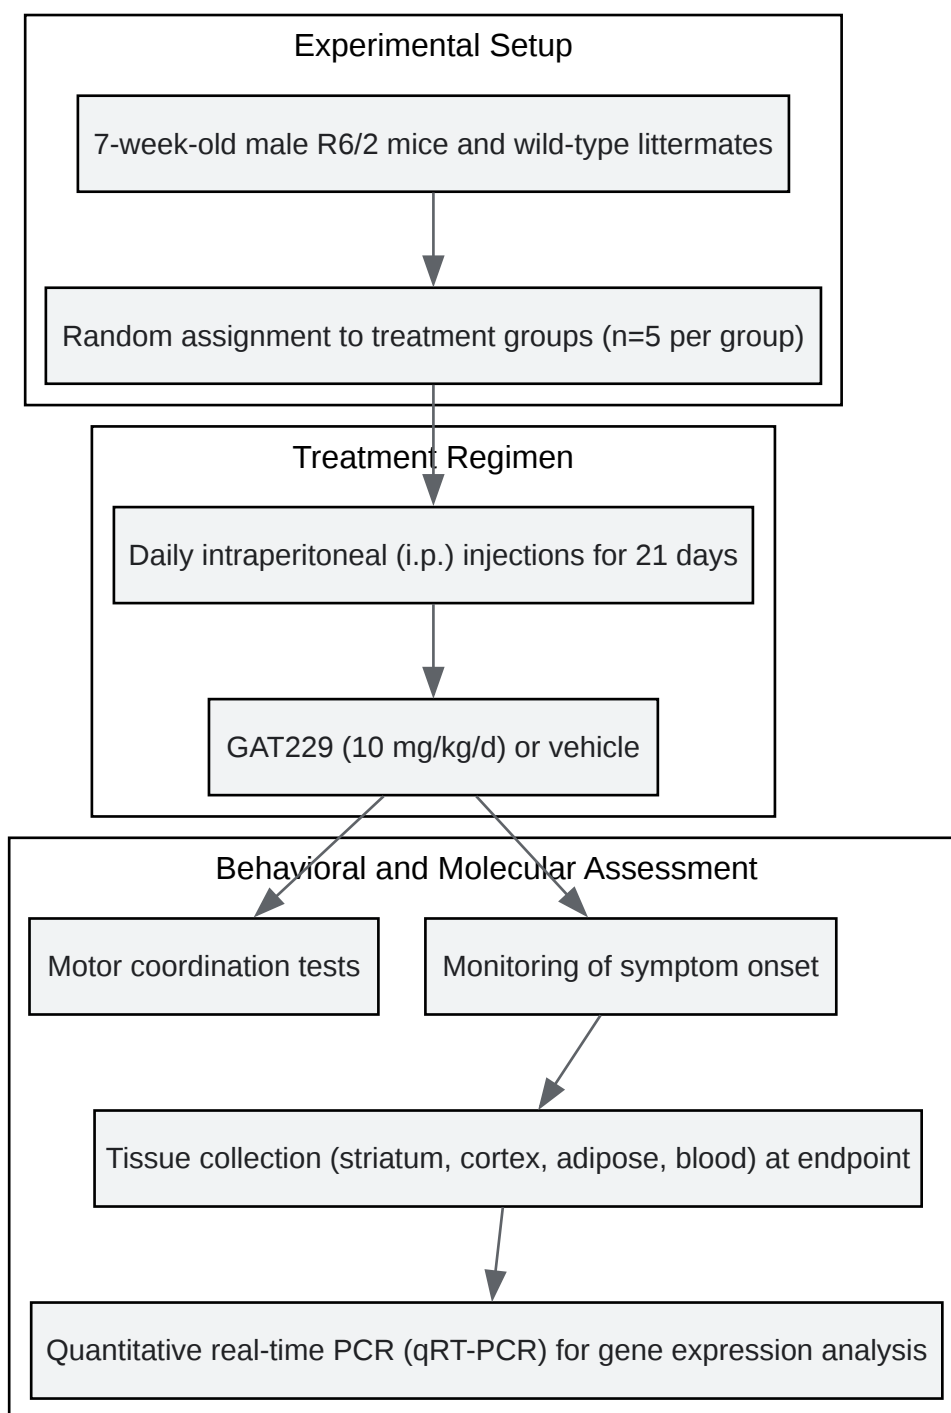 Experimental Setup
7-week-old male R6/2 mice and wild-type littermates
Random assignment to treatment groups (n=5 per group)
Treatment Regimen
Daily intraperitoneal (i.p.) injections for 21 days
GAT229 (10 mg/kg/d) or vehicle
Behavioral and Molecular Assessment
Motor coordination tests
Monitoring of symptom onset
Tissue collection (striatum, cortex, adipose, blood) at endpoint
Quantitative real-time PCR (qRT-PCR) for gene expression analysis